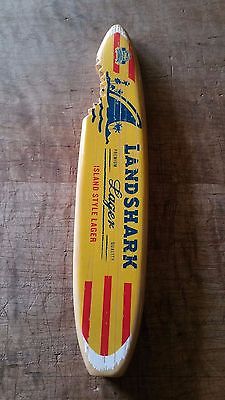 LANDSHARK
PREMIUM
Lager
QUALITY
ISLAND STYLE LAGER